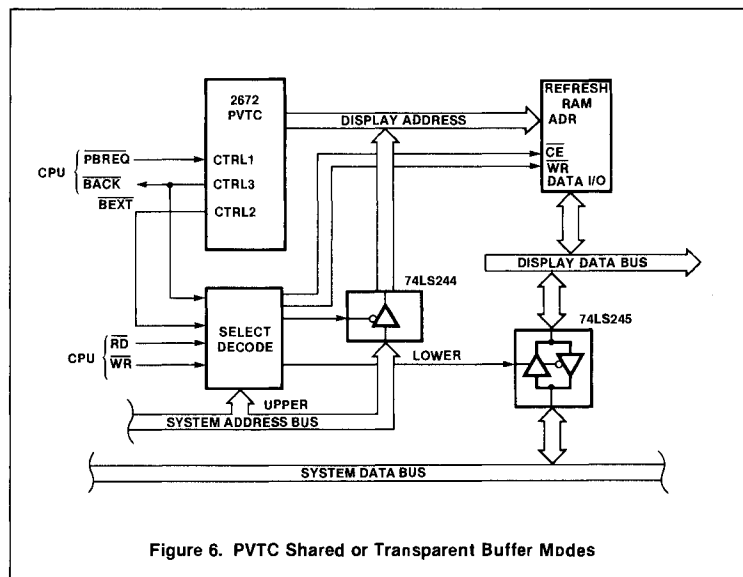 2672
PVTC
REFRESH
RAM
DISPLAY ADDRESS
ADR
CPU
PBREQ
CTRL1
CE
BACK
CTRL3
WR
DATA I/O
BEXT
CTRL2
DISPLAY DATA BUS
74LS244
74LS245
SELECT
DECODE
CPU
RD
WR
LOWER
UPPER
SYSTEM ADDRESS BUS
SYSTEM DATA BUS
Figure 6. PVTC Shared or Transparent Buffer Modes